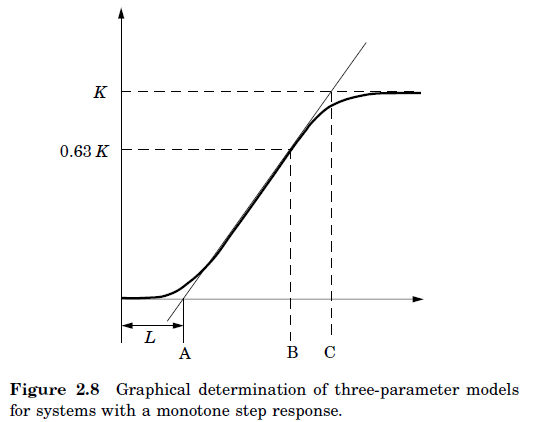 K
0.63 K
L
A B C
Figure 2.8 Graphical determination of three-parameter models
for systems with a monotone step response.